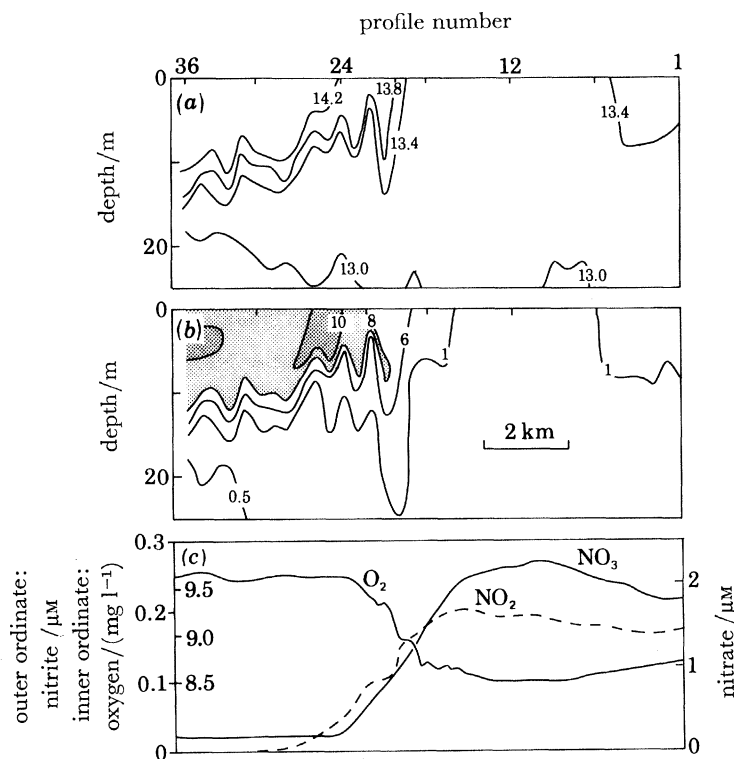 profile number
36 24 12 1
0
(a)
14.2
13.8
13.4
13.4
depth/m
20
13.0
13.0
0
(b)
10
8
6
1
1
depth/m
2 km
20
0.5
0.3
(c)
O₂
NO₃
2
9.5
0.2
NO₂
9.0
1
0.1
8.5
0
0
outer ordinate:
nitrite/μM
inner ordinate:
oxygen/(mg l⁻¹)
nitrate/μM